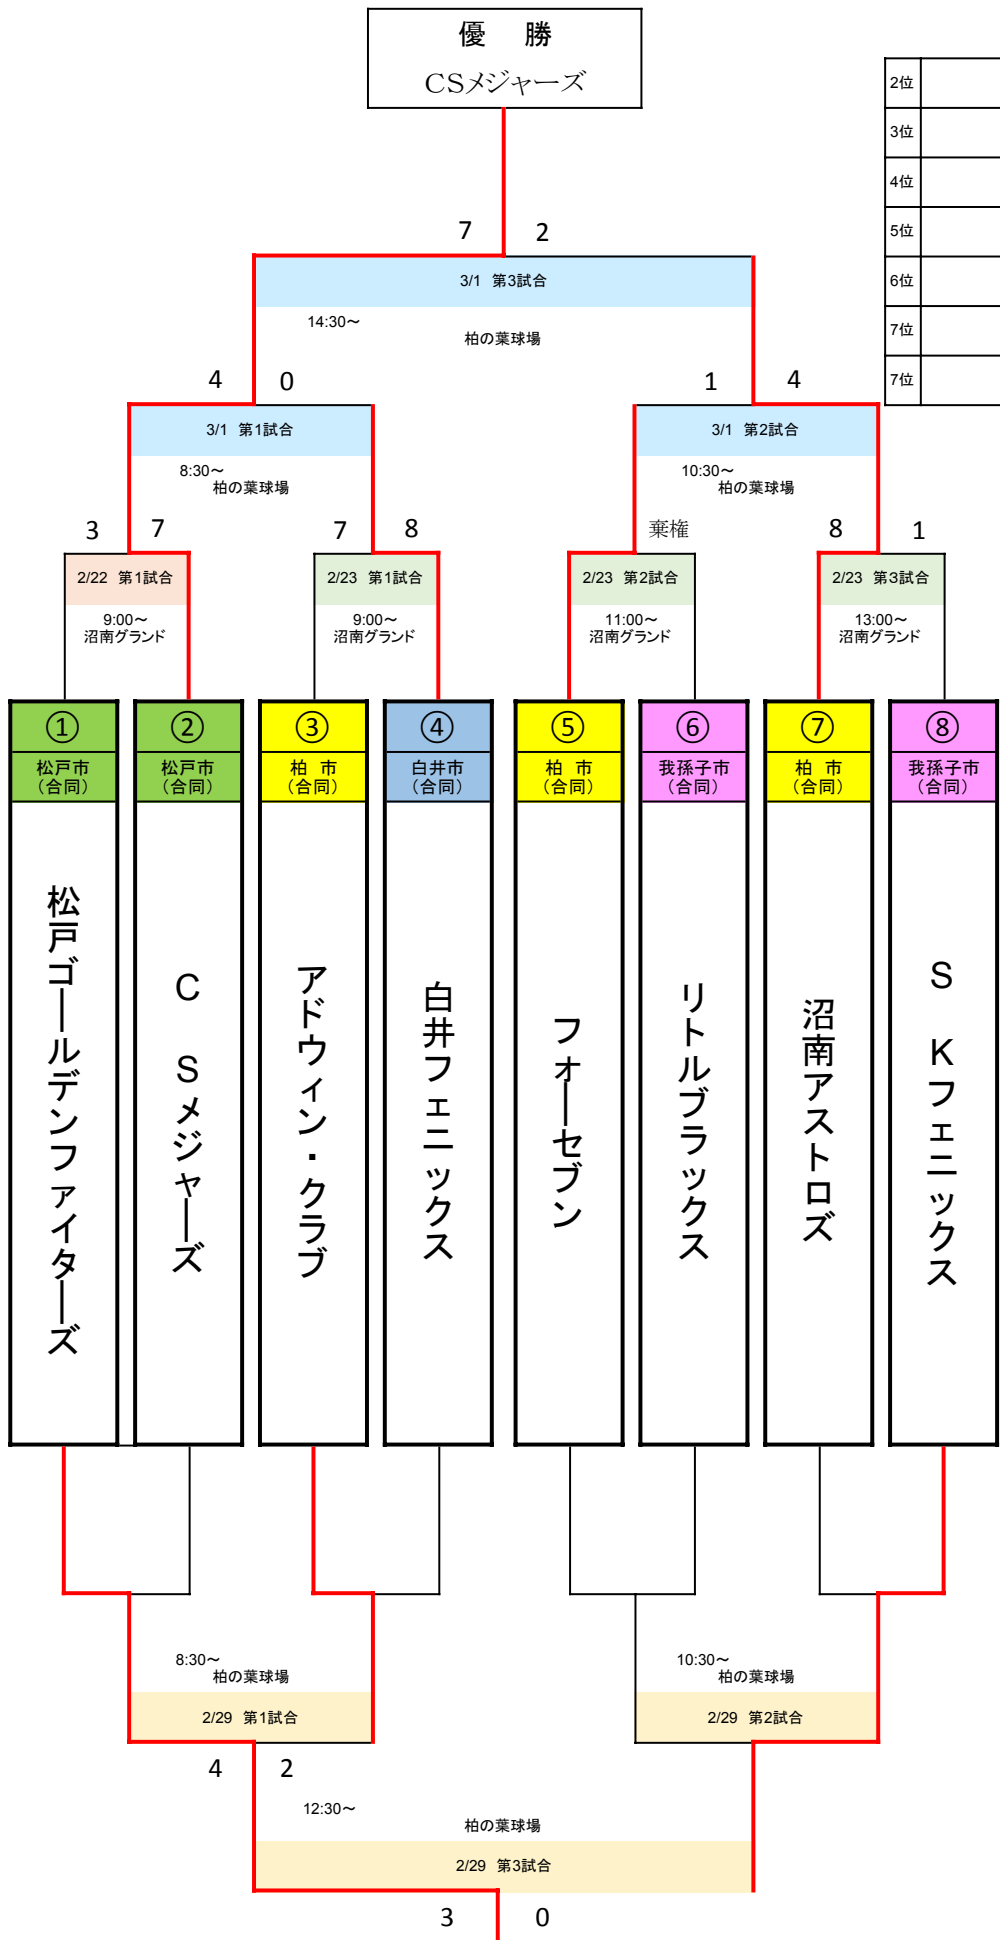 優　勝
CSメジャーズ
2位
3位
4位
5位
6位
7位
7位
7 2
3/1 第3試合
14:30～
柏の葉球場
4 0
1 4
3/1 第1試合
3/1 第2試合
8:30～
柏の葉球場
10:30～
柏の葉球場
3 7
7 8
棄権
8 1
2/22 第1試合
2/23 第1試合
2/23 第2試合
2/23 第3試合
9:00～
沼南グランド
9:00～
沼南グランド
11:00～
沼南グランド
13:00～
沼南グランド
①
松戸市
（合同）
松戸ゴールデンファイターズ
②
松戸市
（合同）
CSメジャーズ
③
柏 市
（合同）
アドウィン・クラブ
④
白井市
（合同）
白井フェニックス
⑤
柏 市
（合同）
フォーセブン
⑥
我孫子市
（合同）
リトルブラックス
⑦
柏 市
（合同）
沼南アストロズ
⑧
我孫子市
（合同）
SKフェニックス
8:30～
柏の葉球場
10:30～
柏の葉球場
2/29 第1試合
2/29 第2試合
4 2
12:30～
柏の葉球場
2/29 第3試合
3 0